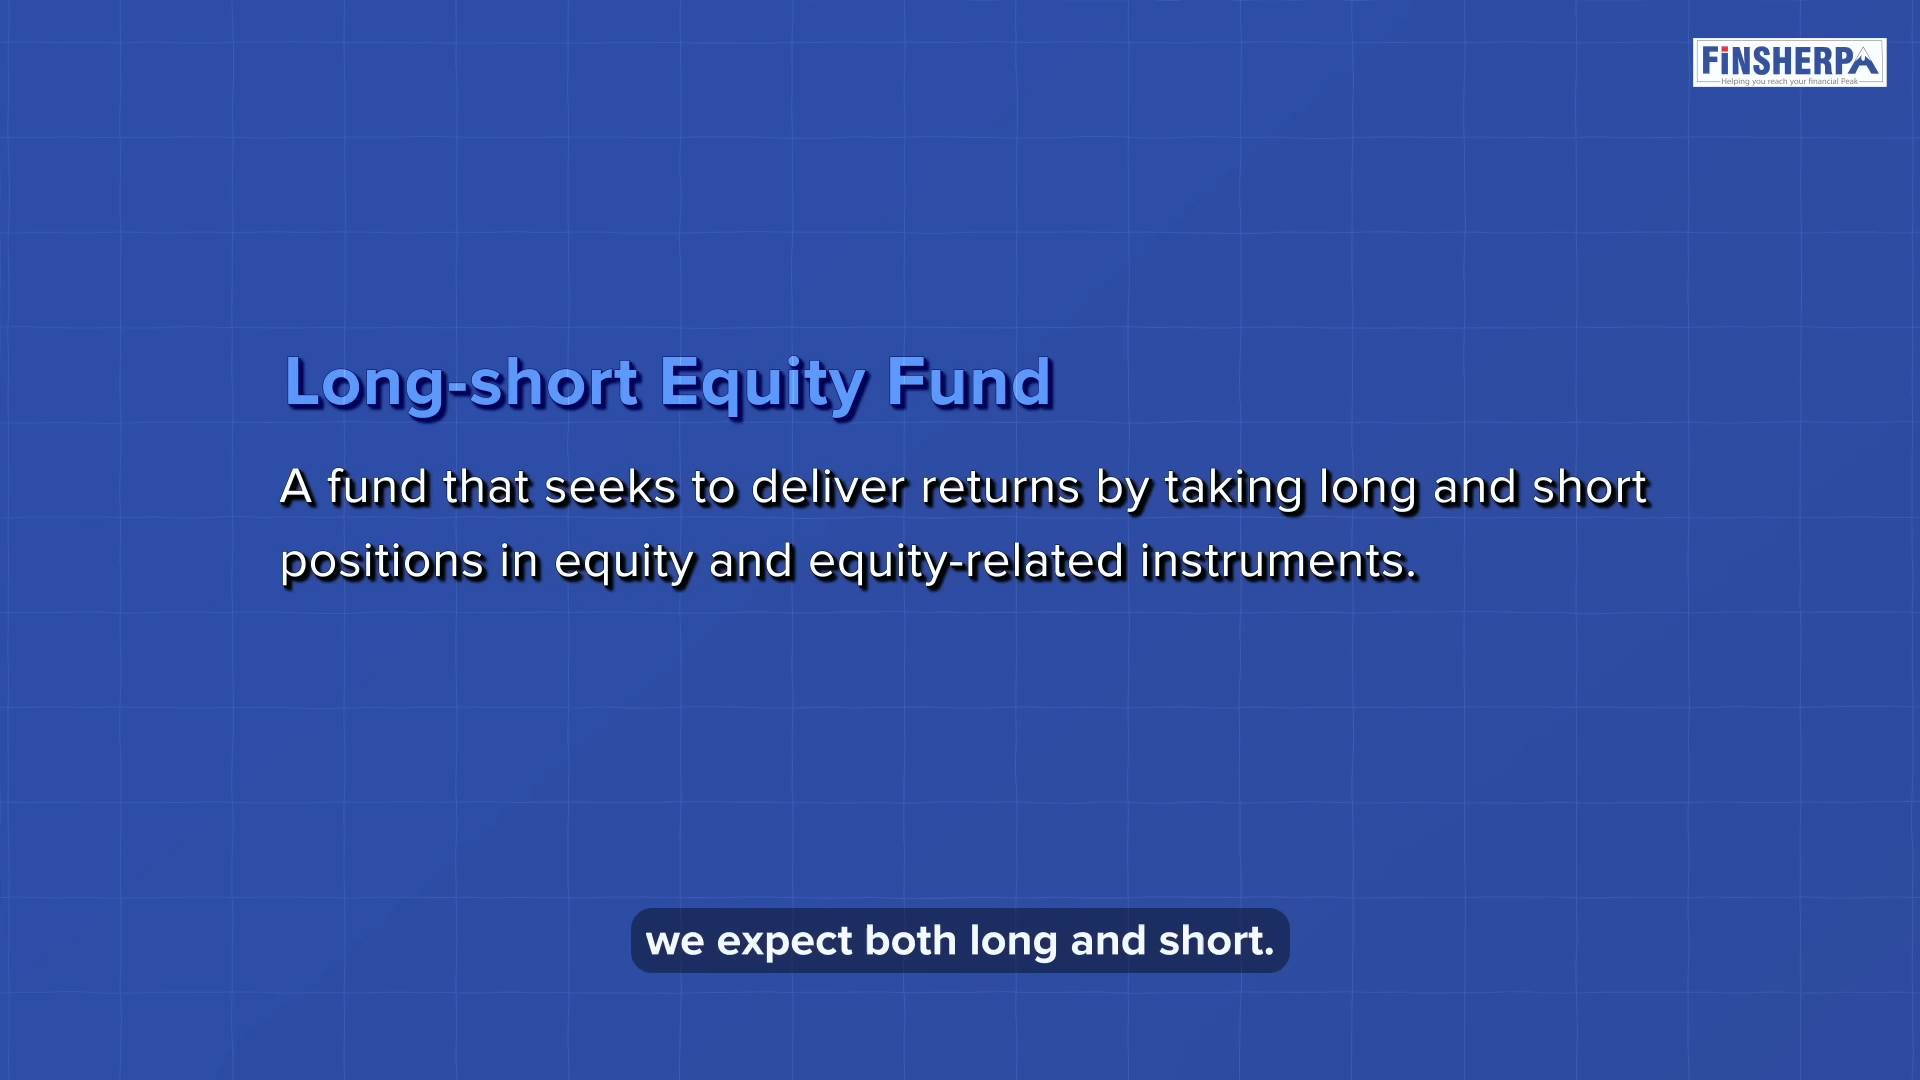 FiNSHERPA
Helping you reach your financial Peak
Long-short Equity Fund
A fund that seeks to deliver returns by taking long and short
positions in equity and equity-related instruments.
we expect both long and short.